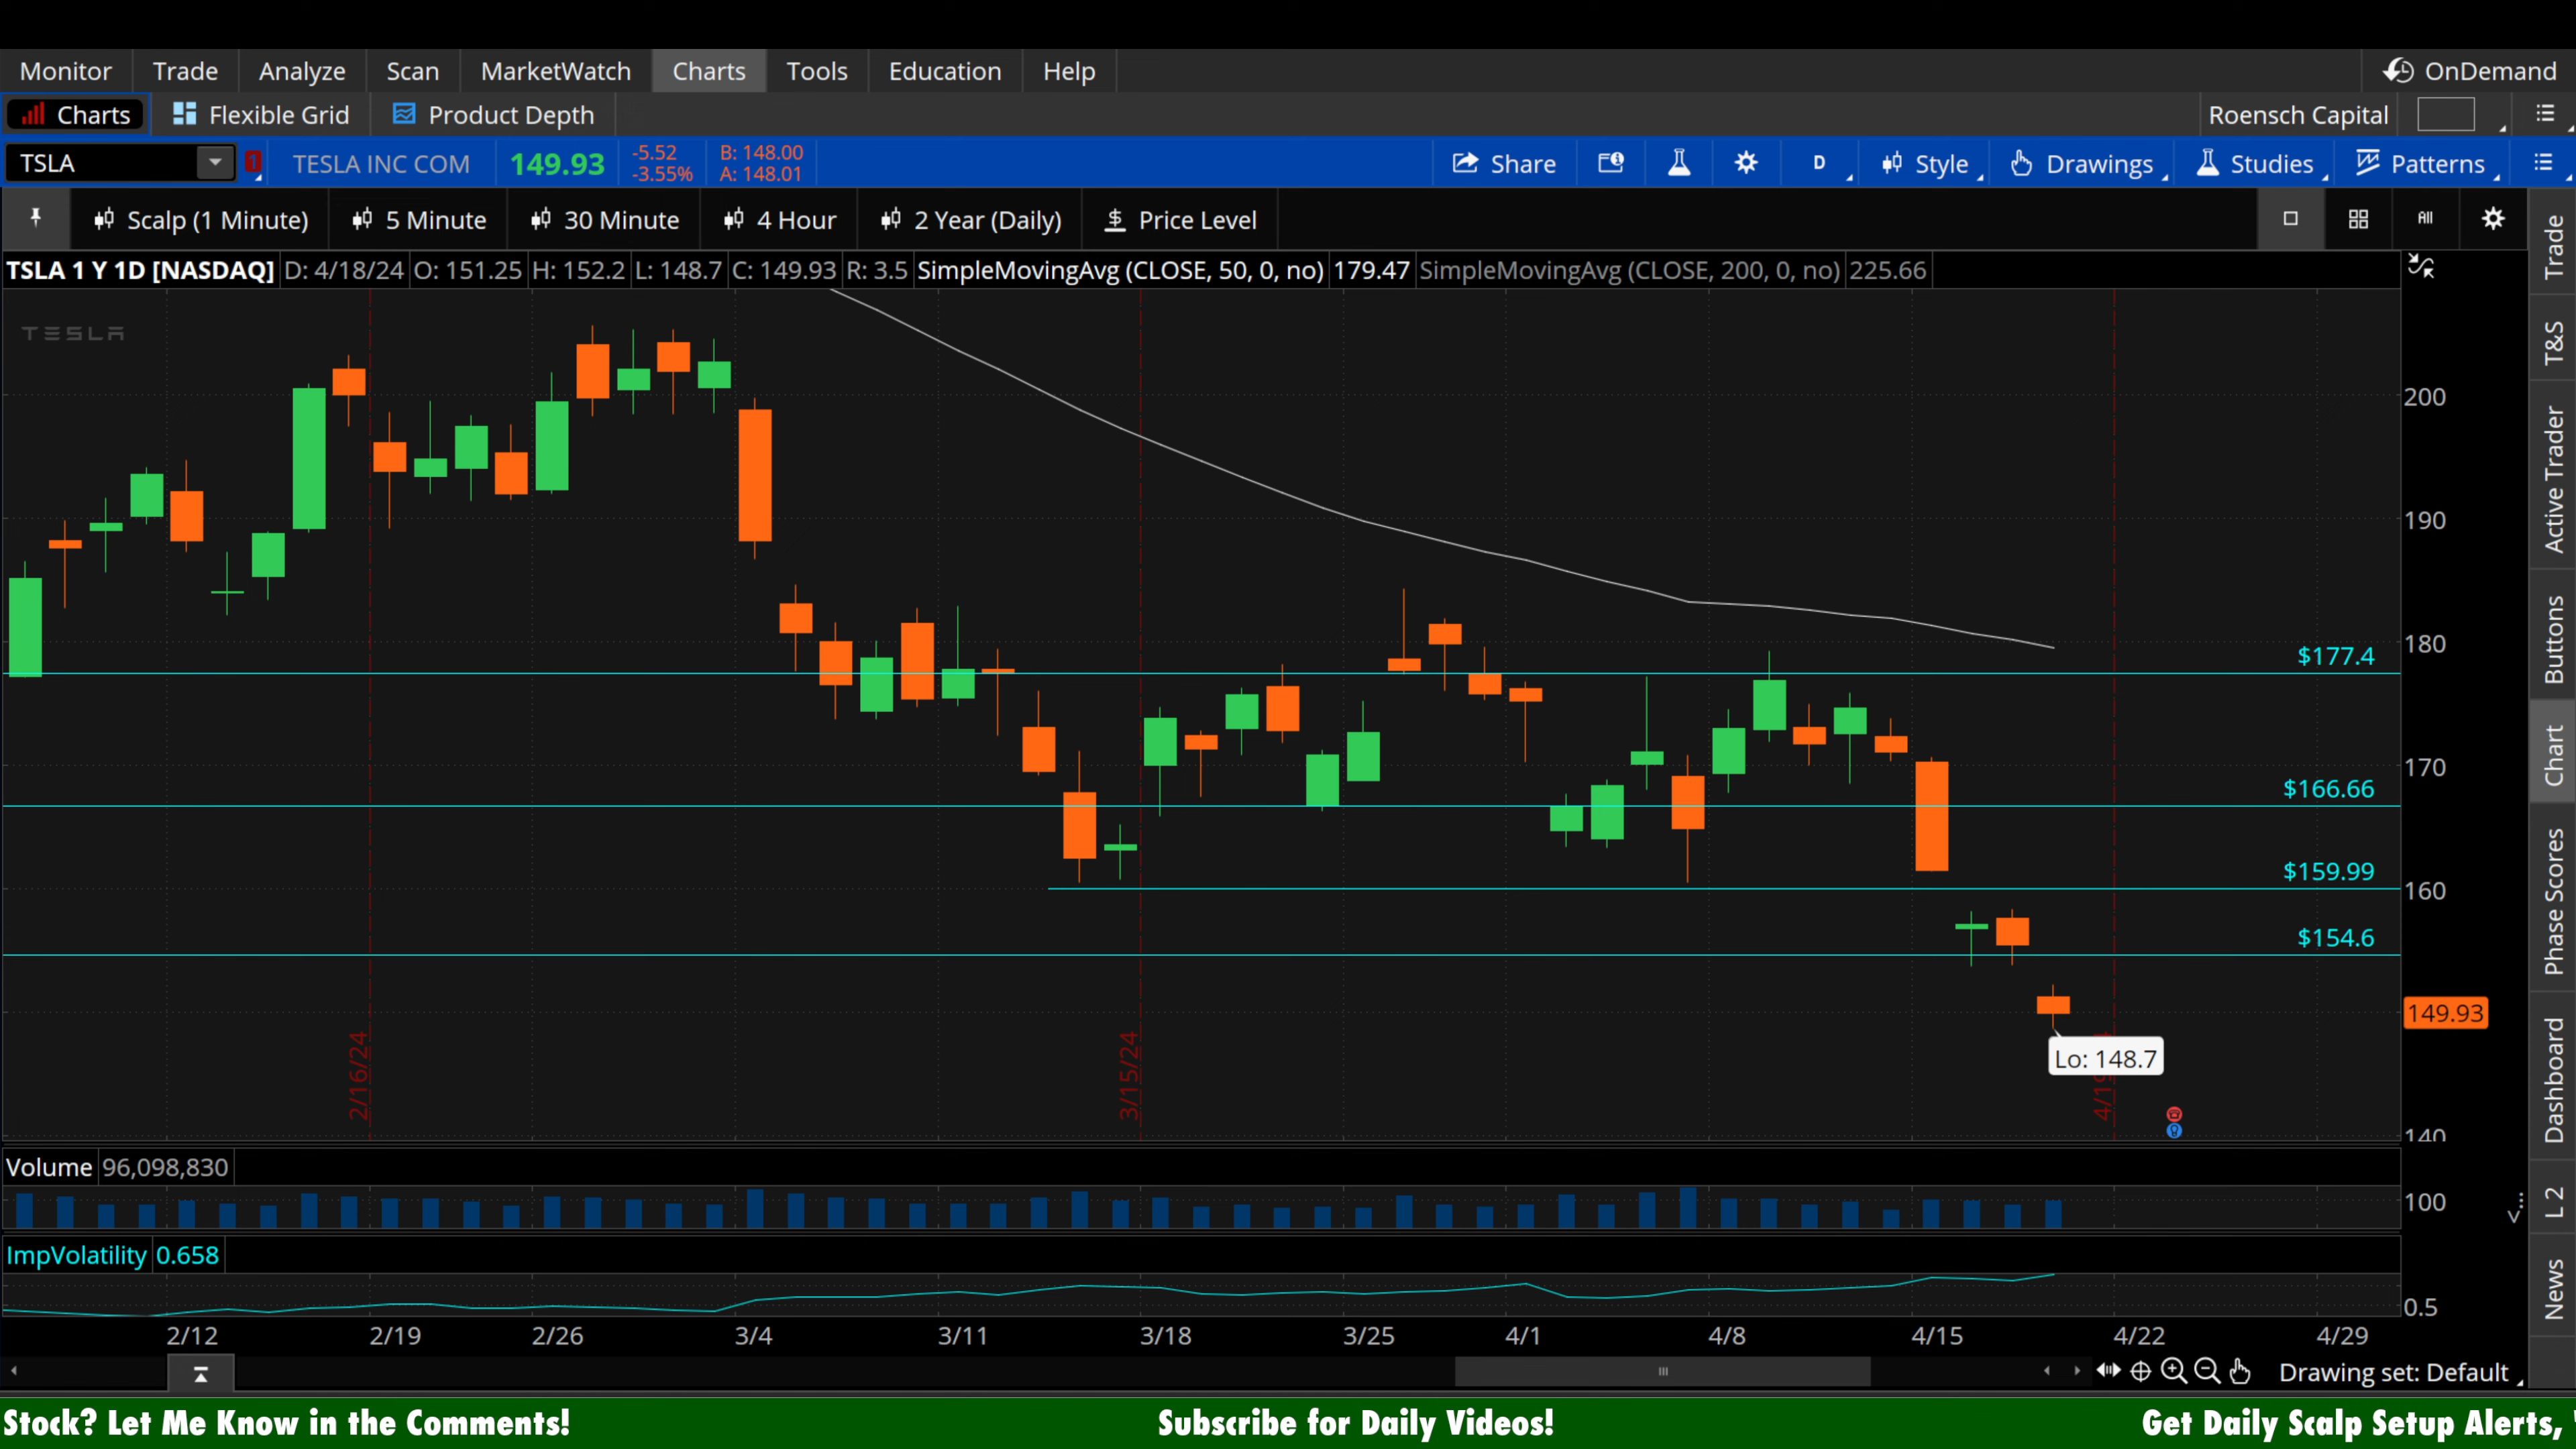 Monitor Trade Analyze Scan MarketWatch Charts Tools Education Help OnDemand
Charts Flexible Grid Product Depth Roensch Capital
TSLA 1 TESLA INC COM 149.93 -5.52 B: 148.00 Share D Style Drawings Studies Patterns
-3.55% A: 148.01
Scalp (1 Minute) 5 Minute 30 Minute 4 Hour 2 Year (Daily) $ Price Level All
TSLA 1 Y 1D [NASDAQ] D: 4/18/24 O: 151.25 H: 152.2 L: 148.7 C: 149.93 R: 3.5 SimpleMovingAvg (CLOSE, 50, 0, no) 179.47 SimpleMovingAvg (CLOSE, 200, 0, no) 225.66
TESLA
200
190
180
$177.4
170
$166.66
$159.99
160
$154.6
149.93
Lo: 148.7
2/16/24
3/15/24
140
Volume 96,098,830
100
ImpVolatility 0.658
0.5
2/12 2/19 2/26 3/4 3/11 3/18 3/25 4/1 4/8 4/15 4/22 4/29
Drawing set: Default
Trade
T&S
Active Trader
Buttons
Chart
Phase Scores
Dashboard
L 2
News
Stock? Let Me Know in the Comments! Subscribe for Daily Videos! Get Daily Scalp Setup Alerts,